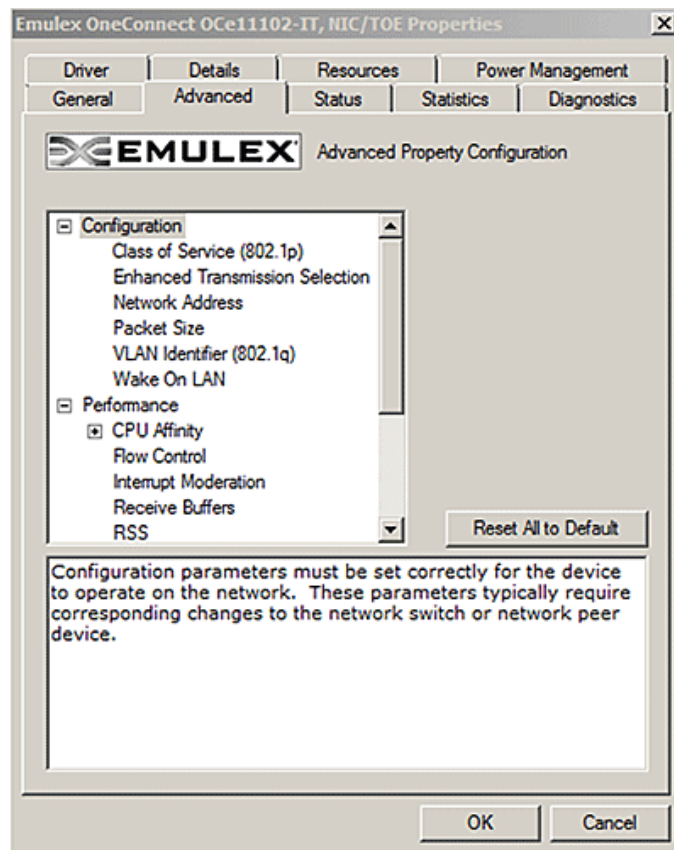 Emulex OneConnect OCe11102-IT, NIC/TOE Properties
Driver Details Resources Power Management
General Advanced Status Statistics Diagnostics
EMULEX Advanced Property Configuration
Configuration
Class of Service (802.1p)
Enhanced Transmission Selection
Network Address
Packet Size
VLAN Identifier (802.1q)
Wake On LAN
Performance
CPU Affinity
Flow Control
Interrupt Moderation
Receive Buffers
RSS
Reset All to Default
Configuration parameters must be set correctly for the device
to operate on the network. These parameters typically require
corresponding changes to the network switch or network peer
device.
OK Cancel